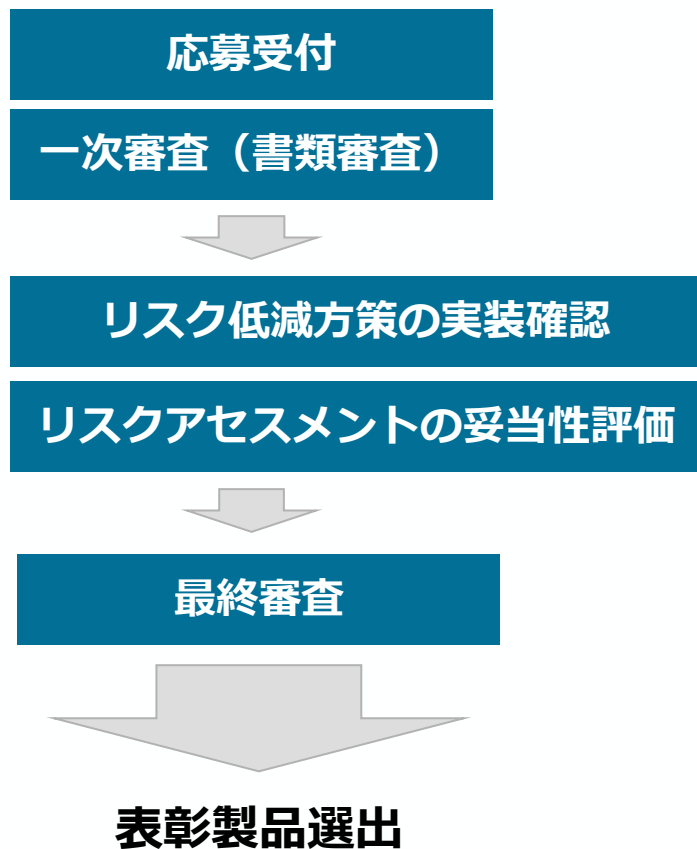 応募受付
一次審査（書類審査）
リスク低減方策の実装確認
リスクアセスメントの妥当性評価
最終審査
表彰製品選出